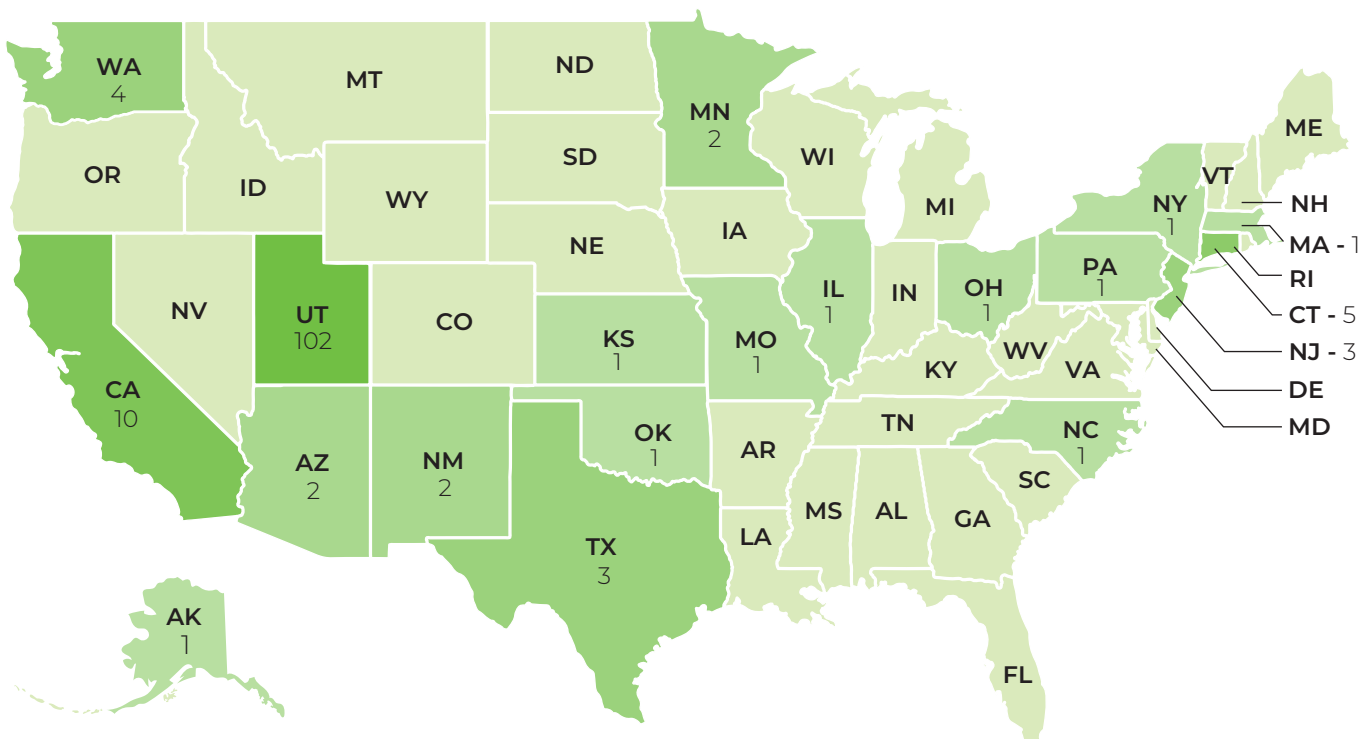 WA
4
MT
ND
MN
2
ME
OR
ID
SD
WI
VT
WY
MI
NY
1
NH
MA - 1
RI
CT - 5
NJ - 3
DE
MD
NE
IA
PA
1
NV
UT
102
CO
IL
1
IN
OH
1
KS
1
MO
1
WV
VA
KY
CA
10
TN
NC
1
AZ
2
NM
2
OK
1
AR
SC
MS
AL
GA
LA
TX
3
AK
1
FL